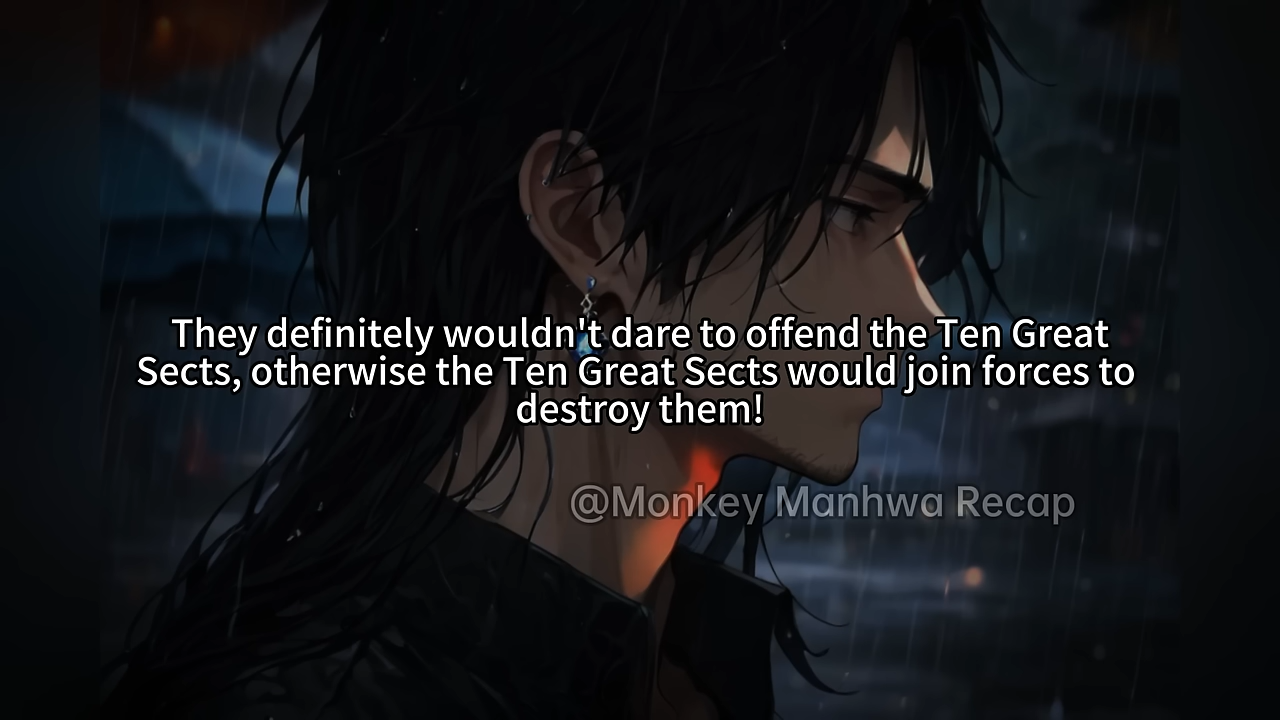 They definitely wouldn't dare to offend the Ten Great
Sects, otherwise the Ten Great Sects would join forces to
destroy them!
@Monkey Manhwa Recap